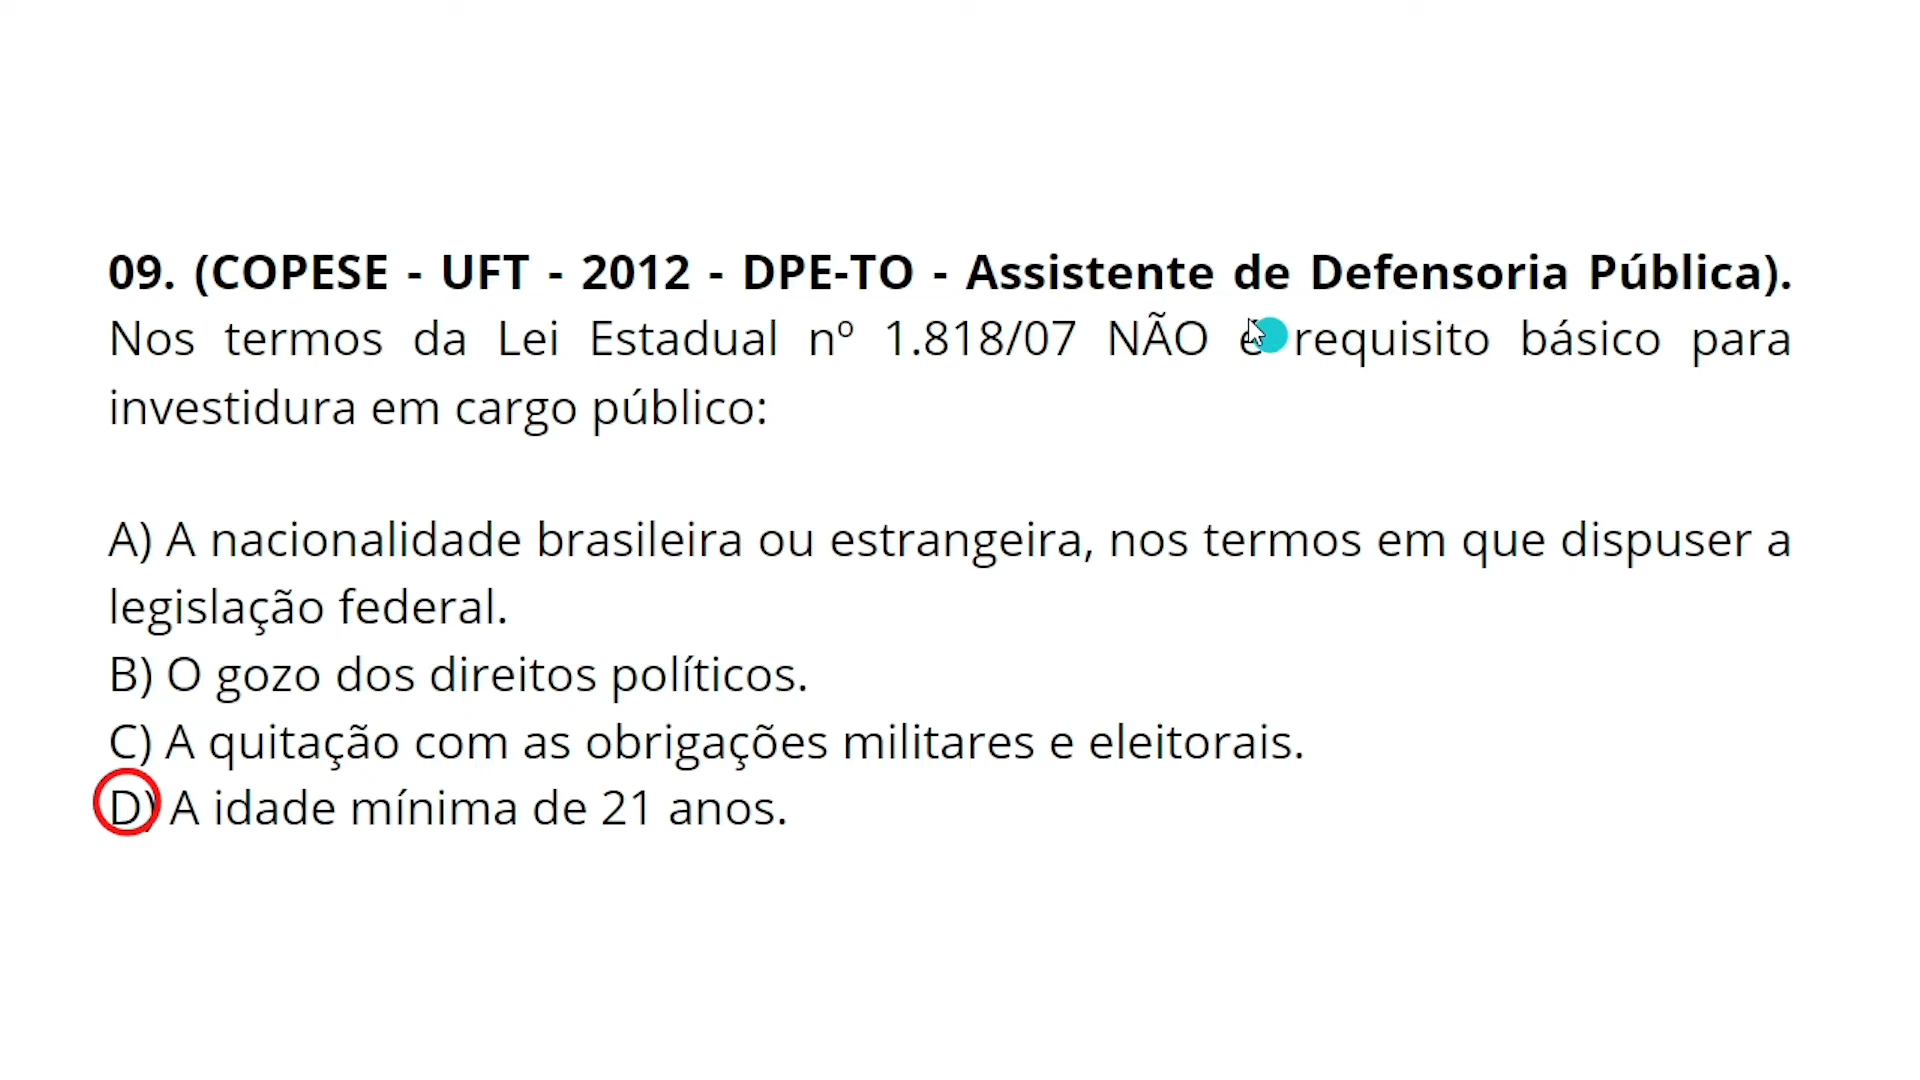 09. (COPESE - UFT - 2012 - DPE-TO - Assistente de Defensoria Pública).
Nos termos da Lei Estadual nº 1.818/07 NÃO é requisito básico para
investidura em cargo público:
A) A nacionalidade brasileira ou estrangeira, nos termos em que dispuser a
legislação federal.
B) O gozo dos direitos políticos.
C) A quitação com as obrigações militares e eleitorais.
D) A idade mínima de 21 anos.